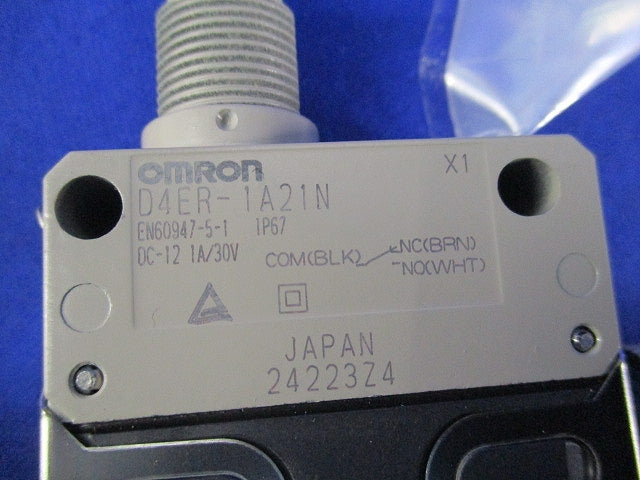 OMRON X1
D4ER-1A21N
EN60947-5-1 IP67
DC-12 1A/30V
COM(BLK) NC(BRN)
NO(WHT)
JAPAN
24223Z4